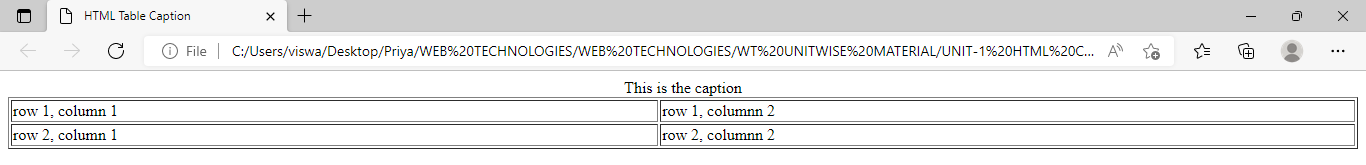 HTML Table Caption
File C:/Users/viswa/Desktop/Priya/WEB%20TECHNOLOGIES/WEB%20TECHNOLOGIES/WT%20UNITWISE%20MATERIAL/UNIT-1%20HTML%20C...
This is the caption
row 1, column 1 row 1, columnn 2
row 2, column 1 row 2, columnn 2